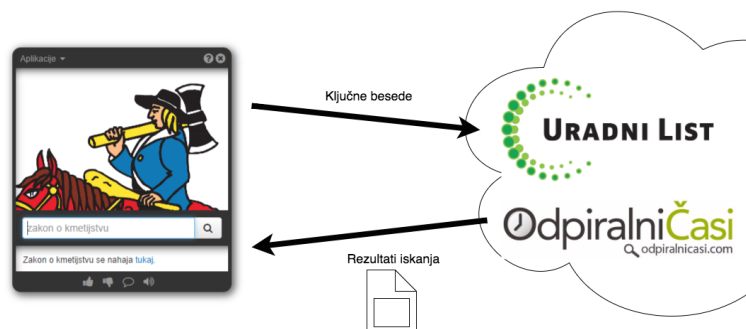 Aplikacije
zakon o kmetijstvu
Zakon o kmetijstvu se nahaja tukaj.
Ključne besede
URADNI LIST
OdpiralniČasi
odpiralnicasi.com
Rezultati iskanja